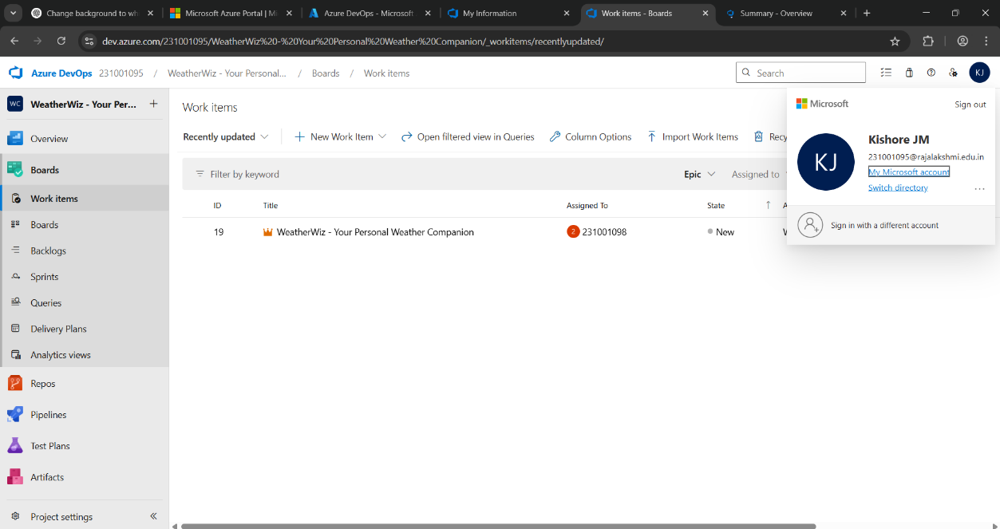 Change background to wh
Microsoft Azure Portal | Mi
Azure DevOps - Microsoft
My Information
Work items - Boards
Summary - Overview
dev.azure.com/231001095/WeatherWiz%20-%20Your%20Personal%20Weather%20Companion/_workitems/recentlyupdated/
Azure DevOps 231001095 / WeatherWiz - Your Personal... / Boards / Work items
Search
KJ
WC WeatherWiz - Your Per...
Overview
Boards
Work items
Boards
Backlogs
Sprints
Queries
Delivery Plans
Analytics views
Repos
Pipelines
Test Plans
Artifacts
Project settings
Work items
Recently updated New Work Item Open filtered view in Queries Column Options Import Work Items Recy
Filter by keyword Epic Assigned to
ID Title Assigned To State A
19 WeatherWiz - Your Personal Weather Companion 2 231001098 New
Microsoft Sign out
KJ
Kishore JM
231001095@rajalakshmi.edu.in
My Microsoft account
Switch directory ...
Sign in with a different account